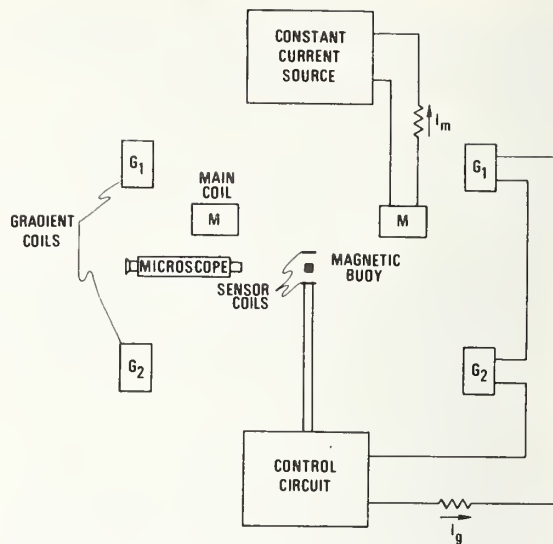 CONSTANT
CURRENT
SOURCE
Im
G1
G1
MAIN
COIL
M
M
GRADIENT
COILS
MICROSCOPE
MAGNETIC
BUOY
SENSOR
COILS
G2
G2
CONTROL
CIRCUIT
Ig